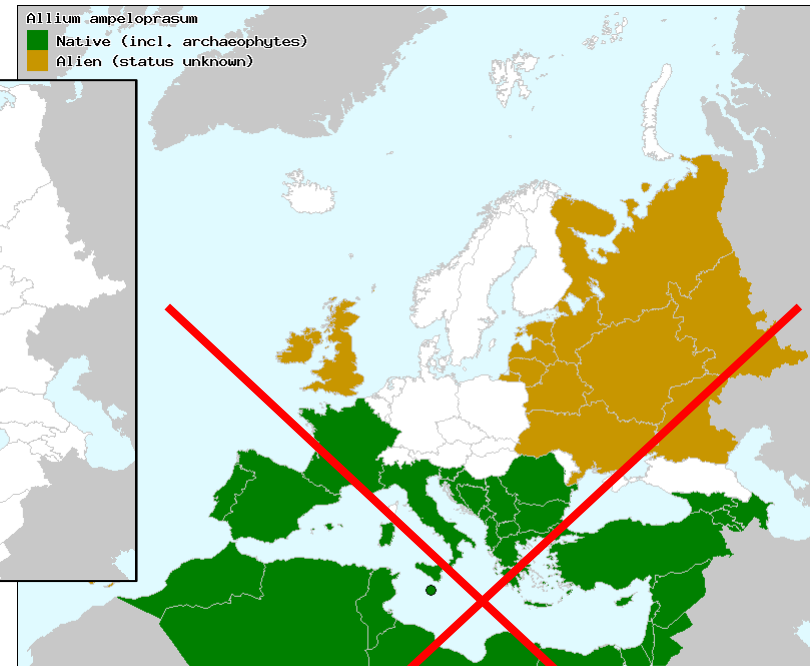 Allium ampeloprasum
Native (incl. archaeophytes)
Alien (status unknown)